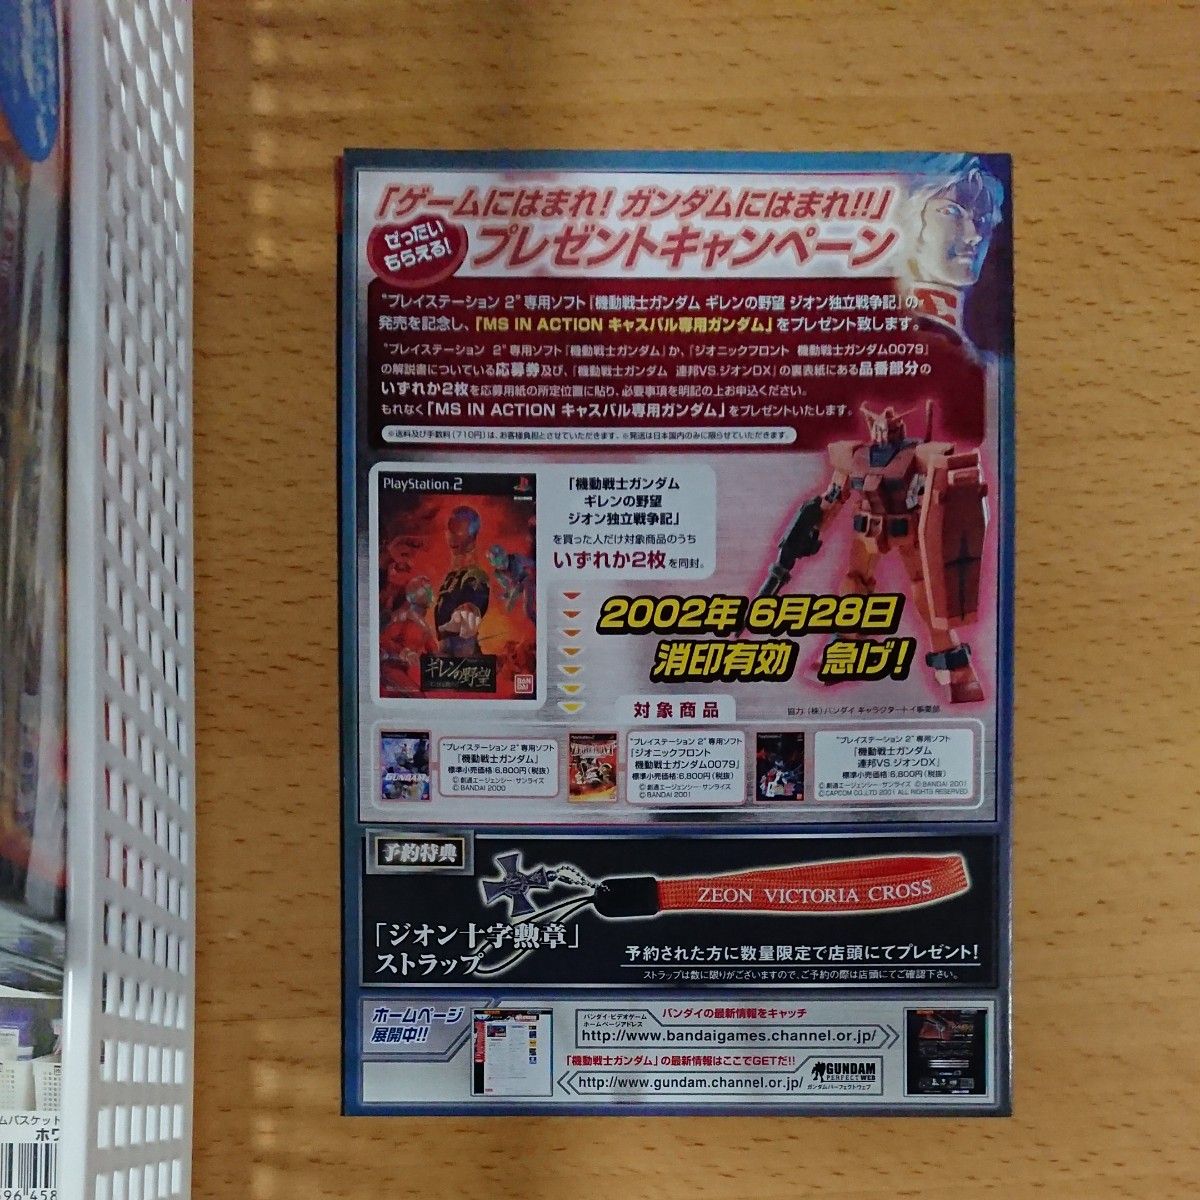 「ゲームにはまれ！ガンダムにはまれ!!」
ぜったい
もらえる！
プレゼントキャンペーン
"プレイステーション 2"専用ソフト『機動戦士ガンダム ギレンの野望 ジオン独立戦争記』の
発売を記念し、「MS IN ACTION キャスバル専用ガンダム」をプレゼント致します。
"プレイステーション 2"専用ソフト『機動戦士ガンダム』か、『ジオニックフロント 機動戦士ガンダム0079』
の解説書についている応募券及び、『機動戦士ガンダム 連邦VS.ジオンDX』の裏表紙にある品番部分の
いずれか2枚を応募用紙の所定位置に貼り、必要事項を明記の上お申込ください。
もれなく「MS IN ACTION キャスバル専用ガンダム」をプレゼントいたします。
※送料及び手数料（710円）は、お客様負担とさせていただきます。※発送は日本国内のみに限らせていただきます。
PlayStation 2
ギレンの野望
BAN
DAI
『機動戦士ガンダム
ギレンの野望
ジオン独立戦争記』
を買った人だけ対象商品のうち
いずれか2枚を同封。
2002年 6月28日
消印有効 急げ！
協力：（株）バンダイ キャラクタートイ事業部
対象商品
GUNDAM
"プレイステーション 2"専用ソフト
『機動戦士ガンダム』
標準小売価格：6,800円（税抜）
©創通エージェンシー・サンライズ
©BANDAI 2000
"プレイステーション 2"専用ソフト
『ジオニックフロント
機動戦士ガンダム0079』
標準小売価格：6,800円（税抜）
©創通エージェンシー・サンライズ
©BANDAI 2001
"プレイステーション 2"専用ソフト
『機動戦士ガンダム
連邦VS.ジオンDX』
標準小売価格：6,800円（税抜）
©創通エージェンシー・サンライズ ©BANDAI 2001
©CAPCOM CO.,LTD 2001 ALL RIGHTS RESERVED
予約特典
ZEON VICTORIA CROSS
「ジオン十字勲章」
ストラップ
予約された方に数量限定で店頭にてプレゼント！
ストラップは数に限りがございますので、ご予約の際は店頭にてご確認下さい。
ホームページ
展開中!!
バンダイ・ビデオゲーム
ホームページアドレス
バンダイの最新情報をキャッチ
http://www.bandaigames.channel.or.jp/
「機動戦士ガンダム」の最新情報はここでGETだ!!
http://www.gundam.channel.or.jp/
GUNDAM
PERFECT WEB
ガンダムパーフェクトウェブ
ムバスケット
ホワ